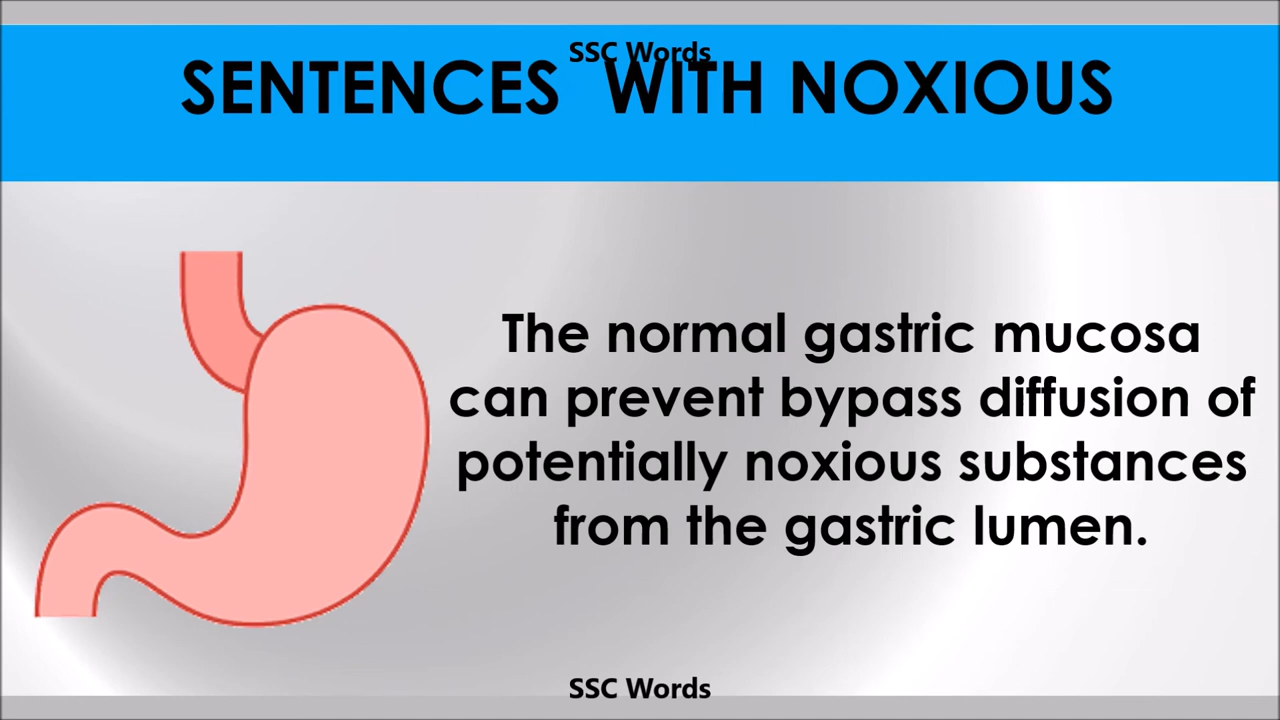 SSC Words
SENTENCES WITH NOXIOUS
The normal gastric mucosa
can prevent bypass diffusion of
potentially noxious substances
from the gastric lumen.
SSC Words